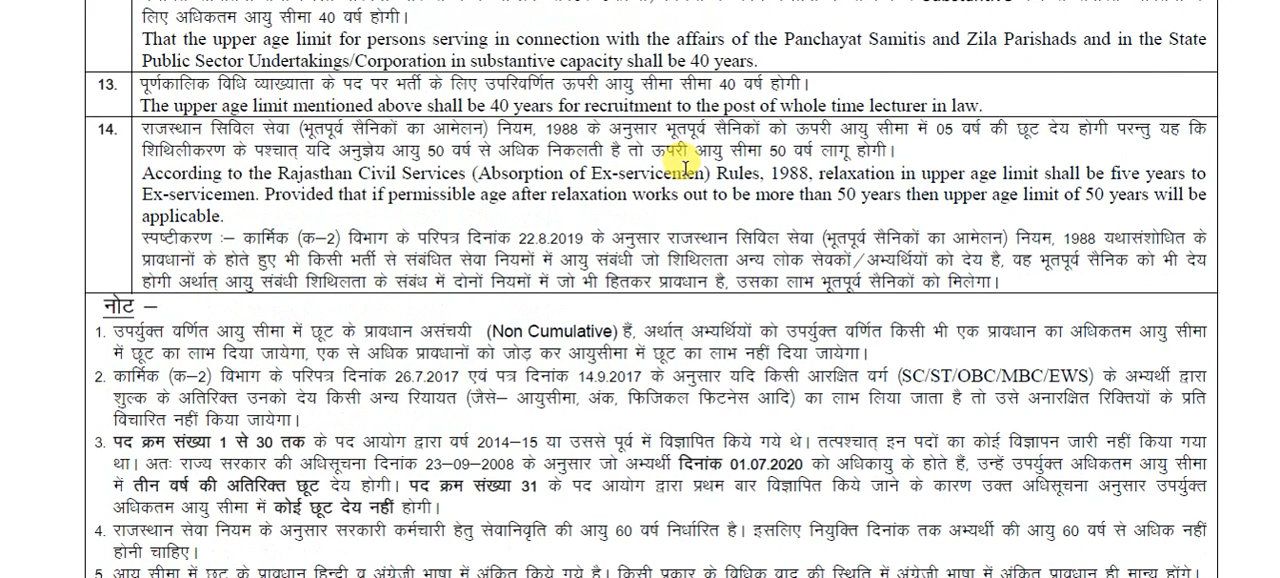 लिए अधिकतम आयु सीमा 40 वर्ष होगी।
That the upper age limit for persons serving in connection with the affairs of the Panchayat Samitis and Zila Parishads and in the State
Public Sector Undertakings/Corporation in substantive capacity shall be 40 years.
13. पूर्णकालिक विधि व्याख्याता के पद पर भर्ती के लिए उपरिवर्णित ऊपरी आयु सीमा सीमा 40 वर्ष होगी।
The upper age limit mentioned above shall be 40 years for recruitment to the post of whole time lecturer in law.
14. राजस्थान सिविल सेवा (भूतपूर्व सैनिकों का आमेलन) नियम, 1988 के अनुसार भूतपूर्व सैनिकों को ऊपरी आयु सीमा में 05 वर्ष की छूट देय होगी परन्तु यह कि
शिथिलीकरण के पश्चात् यदि अनुज्ञेय आयु 50 वर्ष से अधिक निकलती है तो ऊपरी आयु सीमा 50 वर्ष लागू होगी।
According to the Rajasthan Civil Services (Absorption of Ex-servicemen) Rules, 1988, relaxation in upper age limit shall be five years to
Ex-servicemen. Provided that if permissible age after relaxation works out to be more than 50 years then upper age limit of 50 years will be
applicable.
स्पष्टीकरण :– कार्मिक (क–2) विभाग के परिपत्र दिनांक 22.8.2019 के अनुसार राजस्थान सिविल सेवा (भूतपूर्व सैनिकों का आमेलन) नियम, 1988 यथासंशोधित के
प्रावधानों के होते हुए भी किसी भर्ती से संबंधित सेवा नियमों में आयु संबंधी जो शिथिलता अन्य लोक सेवकों/अभ्यर्थियों को देय है, वह भूतपूर्व सैनिक को भी देय
होगी अर्थात् आयु संबंधी शिथिलता के संबंध में दोनों नियमों में जो भी हितकर प्रावधान है, उसका लाभ भूतपूर्व सैनिकों को मिलेगा।
नोट –
1. उपर्युक्त वर्णित आयु सीमा में छूट के प्रावधान असंचयी (Non Cumulative) हैं, अर्थात् अभ्यर्थियों को उपर्युक्त वर्णित किसी भी एक प्रावधान का अधिकतम आयु सीमा
में छूट का लाभ दिया जायेगा, एक से अधिक प्रावधानों को जोड़ कर आयुसीमा में छूट का लाभ नहीं दिया जायेगा।
2. कार्मिक (क–2) विभाग के परिपत्र दिनांक 26.7.2017 एवं पत्र दिनांक 14.9.2017 के अनुसार यदि किसी आरक्षित वर्ग (SC/ST/OBC/MBC/EWS) के अभ्यर्थी द्वारा
शुल्क के अतिरिक्त उनको देय किसी अन्य रियायत (जैसे– आयुसीमा, अंक, फिजिकल फिटनेस आदि) का लाभ लिया जाता है तो उसे अनारक्षित रिक्तियों के प्रति
विचारित नहीं किया जायेगा।
3. पद क्रम संख्या 1 से 30 तक के पद आयोग द्वारा वर्ष 2014–15 या उससे पूर्व में विज्ञापित किये गये थे। तत्पश्चात् इन पदों का कोई विज्ञापन जारी नहीं किया गया
था। अतः राज्य सरकार की अधिसूचना दिनांक 23–09–2008 के अनुसार जो अभ्यर्थी दिनांक 01.07.2020 को अधिकायु के होते हैं, उन्हें उपर्युक्त अधिकतम आयु सीमा
में तीन वर्ष की अतिरिक्त छूट देय होगी। पद क्रम संख्या 31 के पद आयोग द्वारा प्रथम बार विज्ञापित किये जाने के कारण उक्त अधिसूचना अनुसार उपर्युक्त
अधिकतम आयु सीमा में कोई छूट देय नहीं होगी।
4. राजस्थान सेवा नियम के अनुसार सरकारी कर्मचारी हेतु सेवानिवृति की आयु 60 वर्ष निर्धारित है। इसलिए नियुक्ति दिनांक तक अभ्यर्थी की आयु 60 वर्ष से अधिक नहीं
होनी चाहिए।
5. आयु सीमा में छूट के प्रावधान हिन्दी व अंग्रेजी भाषा में अंकित किये गये है। किसी प्रकार के विधिक वाद की स्थिति में अंग्रेजी भाषा में अंकित प्रावधान ही मान्य होंगे।